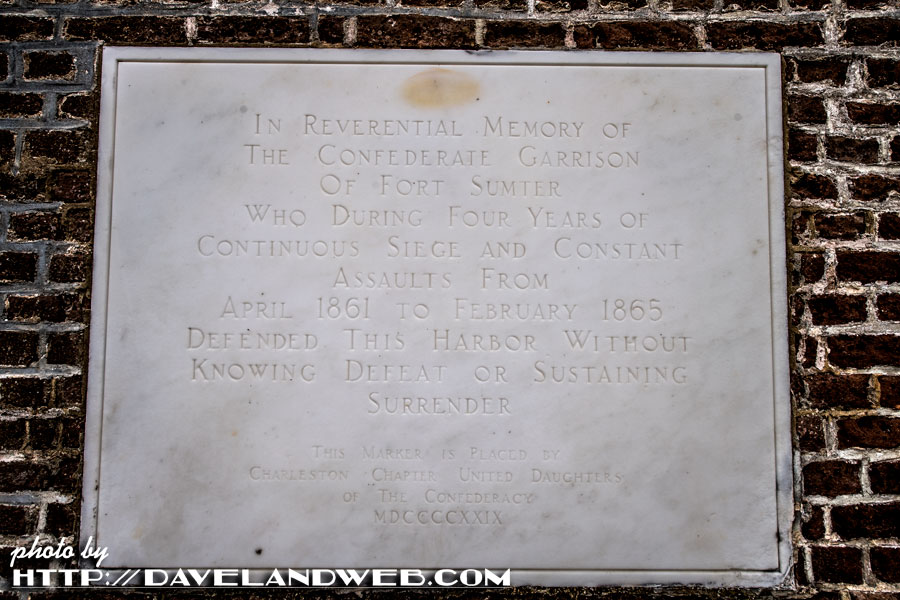 In Reverential Memory of
The Confederate Garrison
Of Fort Sumter
Who During Four Years of
Continuous Siege and Constant
Assaults From
April 1861 to February 1865
Defended This Harbor Without
Knowing Defeat or Sustaining
Surrender
This Marker is Placed by
Charleston Chapter United Daughters
of The Confederacy
MDCCCCXXIX
photo by
HTTP://DAVELANDWEB.COM